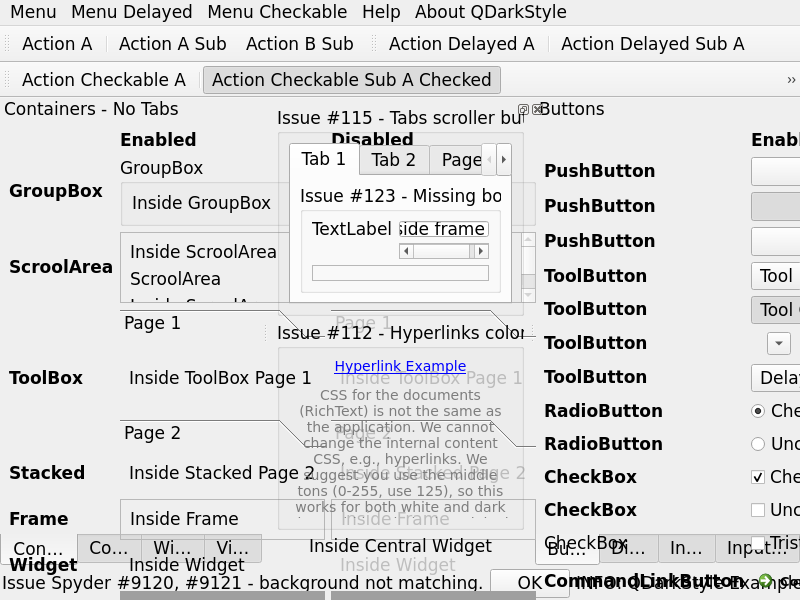 Menu Menu Delayed Menu Checkable Help About QDarkStyle
Action A Action A Sub Action B Sub Action Delayed A Action Delayed Sub A
Action Checkable A Action Checkable Sub A Checked
Containers - No Tabs
Enabled Disabled
GroupBox
GroupBox Inside GroupBox
ScroolArea Inside ScroolArea
ScroolArea
Page 1 Page 1
ToolBox Inside ToolBox Page 1 Inside ToolBox Page 1
Page 2 Page 2
Stacked Inside Stacked Page 2 Inside Stacked Page 2
Frame Inside Frame Inside Frame
Widget Inside Widget Inside Widget
Con... Co... Wi... Vi...
Issue #115 - Tabs scroller bu
Tab 1 Tab 2 Page
Issue #123 - Missing bo
TextLabel side frame
Issue #112 - Hyperlinks color
Hyperlink Example
CSS for the documents
(RichText) is not the same as
the application. We cannot
change the internal content
CSS, e.g., hyperlinks. We
suggest you use the middle
tons (0-255, use 125), so this
works for both white and dark
Inside Central Widget
Buttons
Enabl
PushButton
PushButton
PushButton
ToolButton Tool
ToolButton Tool
ToolButton
ToolButton Dela
RadioButton Che
RadioButton Unc
CheckBox Che
CheckBox Unc
CheckBox Trist
CommandLinkButton
Bu... Di... In... Input...
Issue Spyder #9120, #9121 - background not matching. OK INFO: QDarkStyle Example